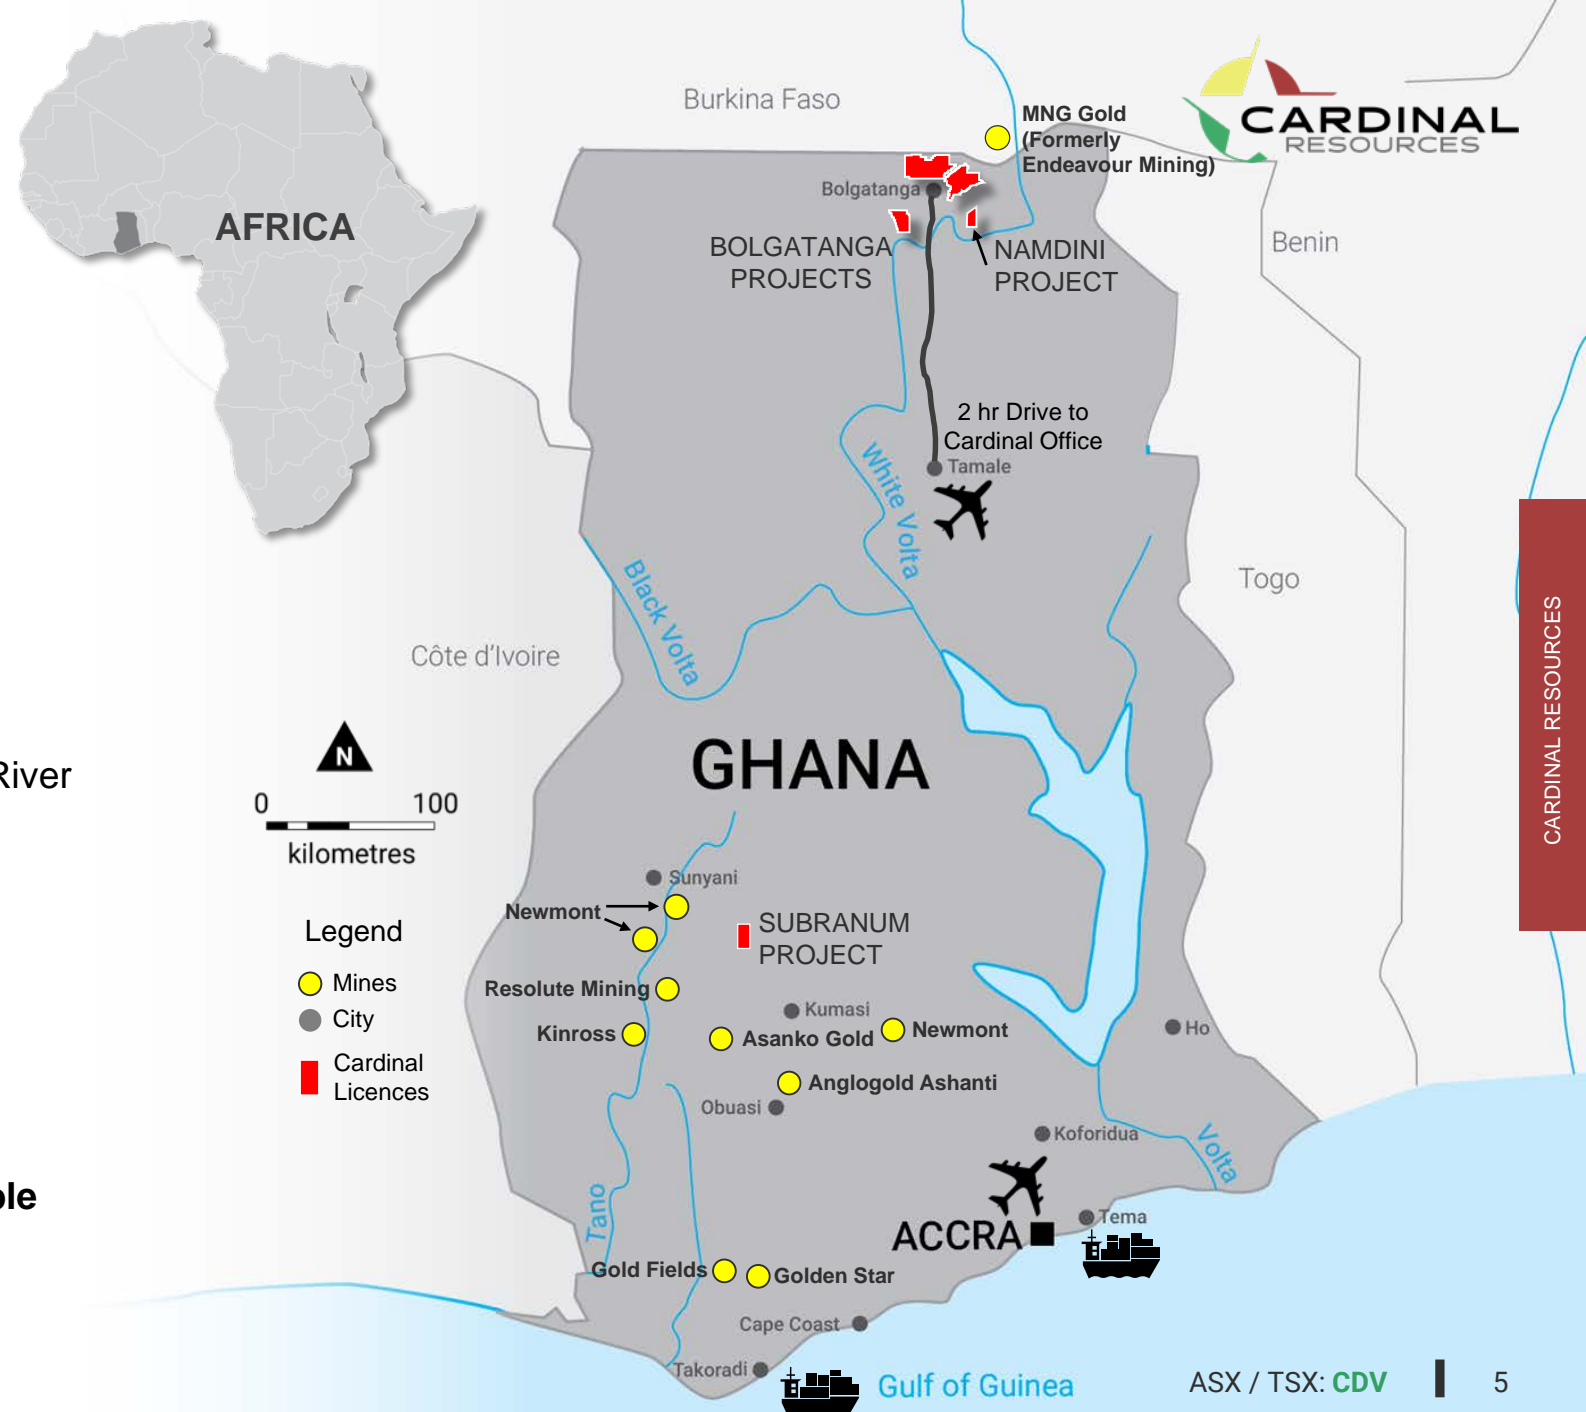 Burkina Faso
MNG Gold
(Formerly
Endeavour Mining)
CARDINAL
RESOURCES
AFRICA
Bolgatanga
BOLGATANGA
PROJECTS
NAMDINI
PROJECT
Benin
2 hr Drive to
Cardinal Office
Tamale
White Volta
Black Volta
Togo
Côte d'Ivoire
CARDINAL RESOURCES
GHANA
River
N
0 100
kilometres
Sunyani
Newmont
SUBRANUM
PROJECT
Legend
Mines
City
Cardinal
Licences
Resolute Mining
Kinross
Kumasi
Asanko Gold
Newmont
Ho
Anglogold Ashanti
Obuasi
Koforidua
Volta
Tano
ple
ACCRA
Tema
Gold Fields
Golden Star
Cape Coast
Takoradi
Gulf of Guinea
ASX / TSX: CDV
5